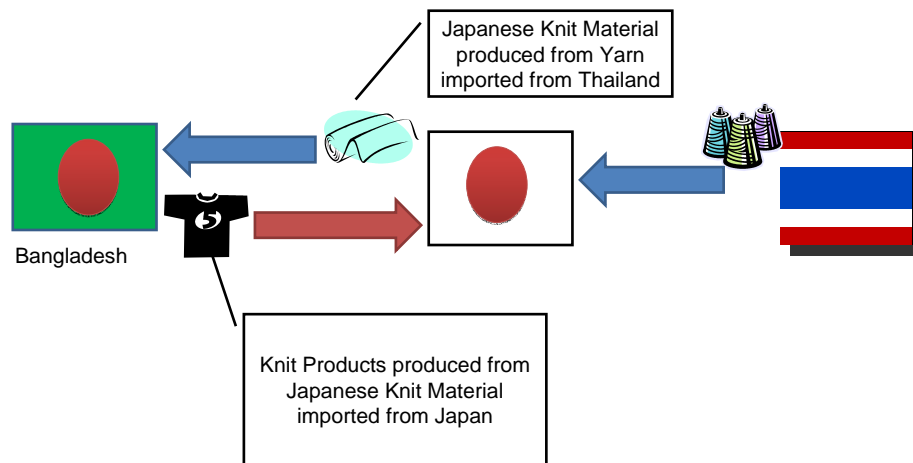 Japanese Knit Material
produced from Yarn
imported from Thailand
Bangladesh
5
Knit Products produced from
Japanese Knit Material
imported from Japan